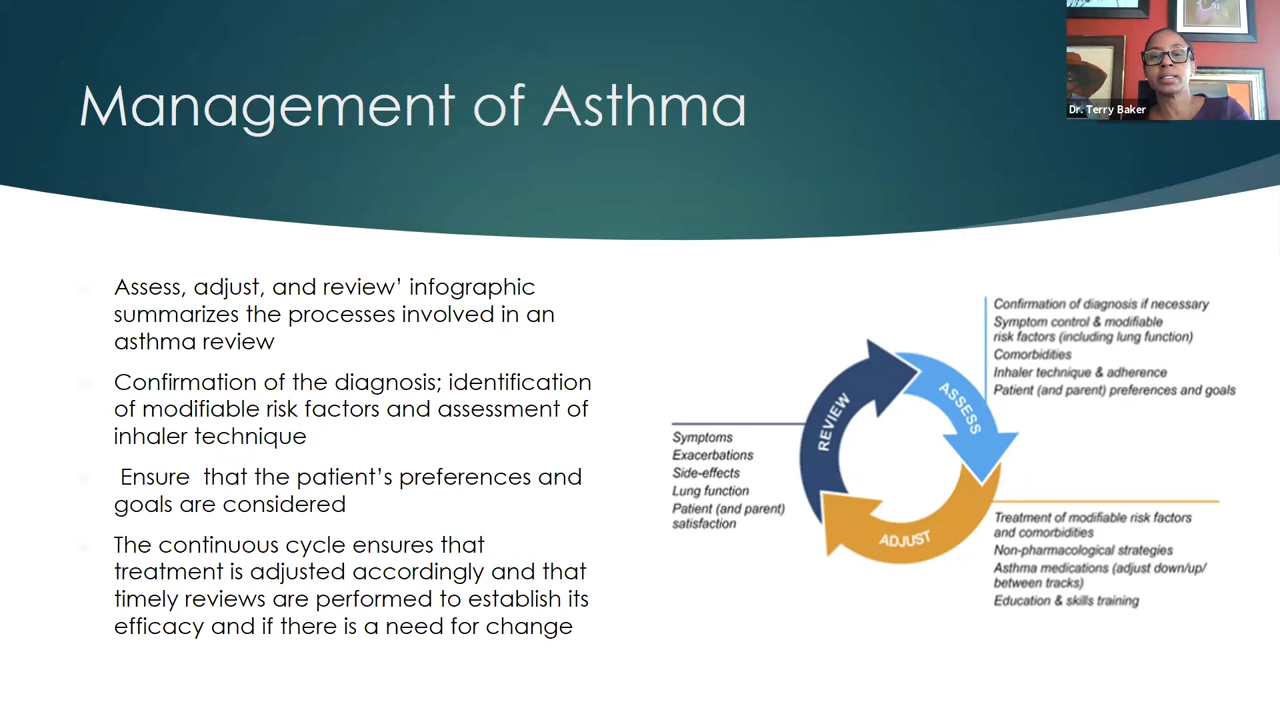 Management of Asthma
Dr. Terry Baker
Assess, adjust, and review’ infographic
summarizes the processes involved in an
asthma review
Confirmation of the diagnosis; identification
of modifiable risk factors and assessment of
inhaler technique
Ensure  that the patient’s preferences and
goals are considered
The continuous cycle ensures that
treatment is adjusted accordingly and that
timely reviews are performed to establish its
efficacy and if there is a need for change
REVIEW
ASSESS
ADJUST
Confirmation of diagnosis if necessary
Symptom control & modifiable
risk factors (including lung function)
Comorbidities
Inhaler technique & adherence
Patient (and parent) preferences and goals
Symptoms
Exacerbations
Side-effects
Lung function
Patient (and parent)
satisfaction
Treatment of modifiable risk factors
and comorbidities
Non-pharmacological strategies
Asthma medications (adjust down/up/
between tracks)
Education & skills training